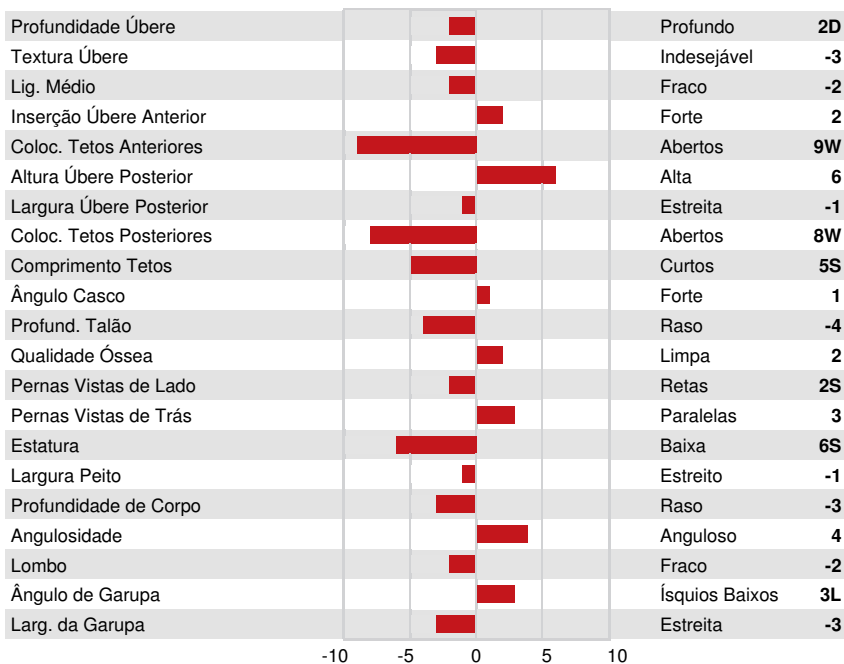 Profundidade Úbere Profundo 2D
Textura Úbere Indesejável -3
Lig. Médio Fraco -2
Inserção Úbere Anterior Forte 2
Coloc. Tetos Anteriores Abertos 9W
Altura Úbere Posterior Alta 6
Largura Úbere Posterior Estreita -1
Coloc. Tetos Posteriores Abertos 8W
Comprimento Tetos Curtos 5S
Ângulo Casco Forte 1
Profund. Talão Raso -4
Qualidade Óssea Limpa 2
Pernas Vistas de Lado Retas 2S
Pernas Vistas de Trás Paralelas 3
Estatura Baixa 6S
Largura Peito Estreito -1
Profundidade de Corpo Raso -3
Angulosidade Anguloso 4
Lombo Fraco -2
Ângulo de Garupa Ísquios Baixos 3L
Larg. da Garupa Estreita -3
-10 -5 0 5 10